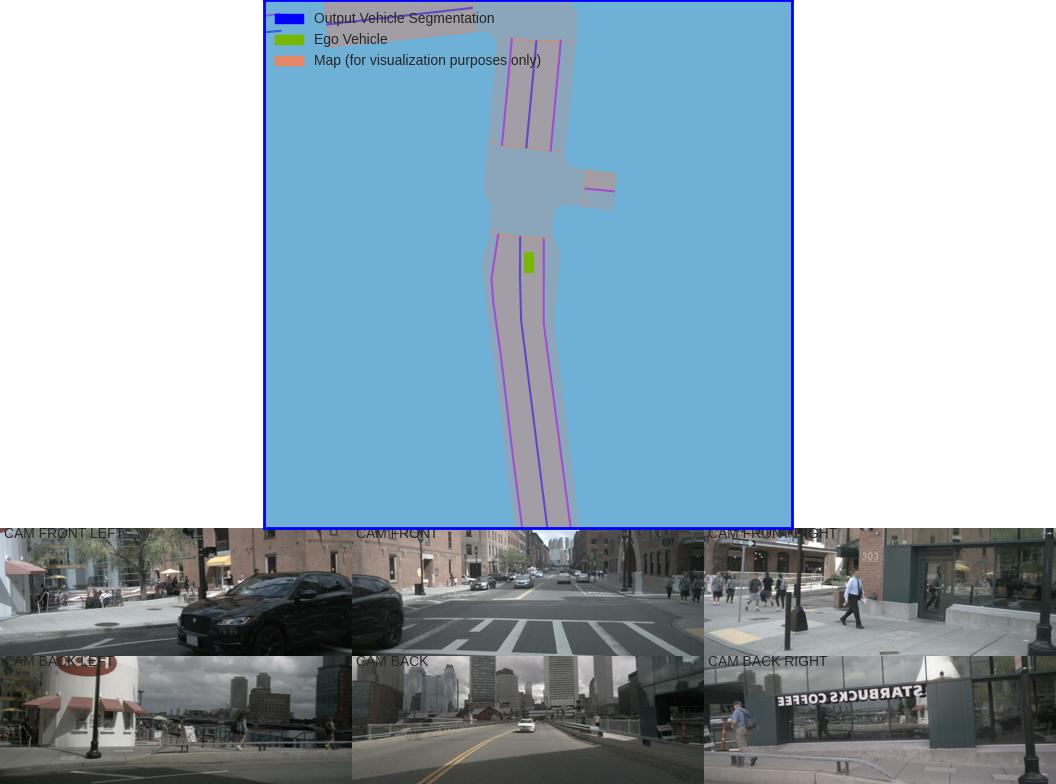 Output Vehicle Segmentation
Ego Vehicle
Map (for visualization purposes only)
CAM FRONT LEFT
CAM FRONT
CAM FRONT RIGHT
303
CAM BACK LEFT
CAM BACK
CAM BACK RIGHT
STARBUCKS COFFEE